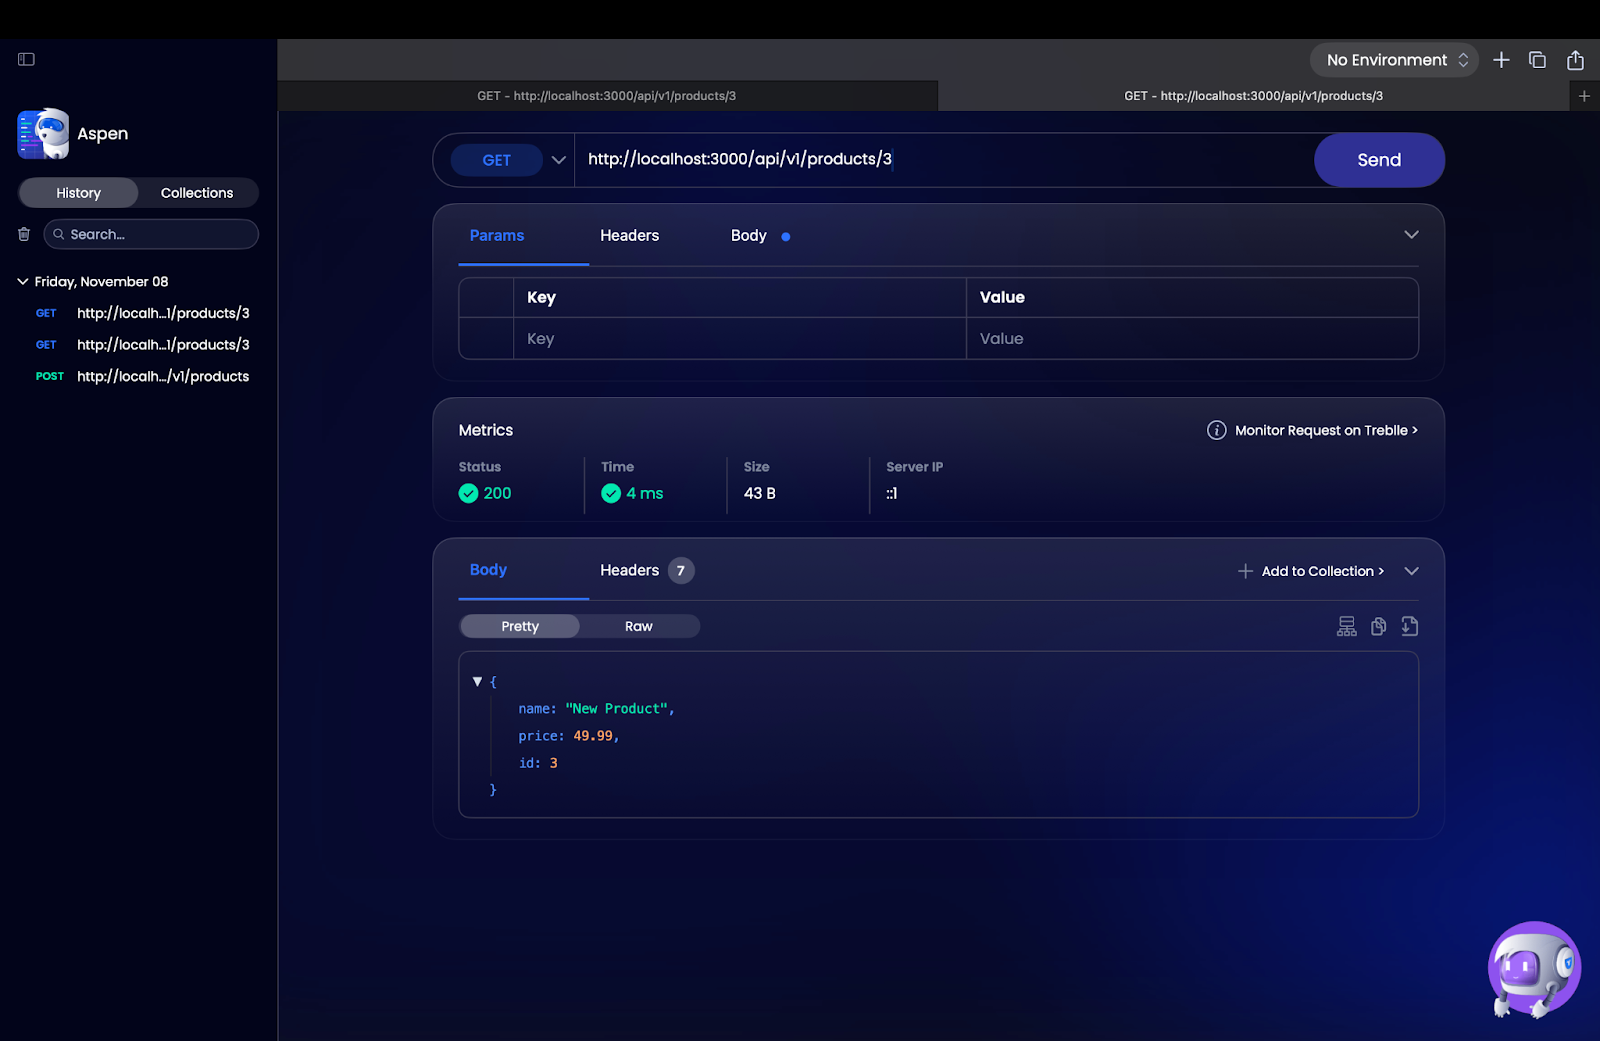 No Environment
GET - http://localhost:3000/api/v1/products/3
GET - http://localhost:3000/api/v1/products/3
Aspen
History
Collections
Search...
Friday, November 08
GET http://localh...1/products/3
GET http://localh...1/products/3
POST http://localh.../v1/products
GET
http://localhost:3000/api/v1/products/3
Send
Params
Headers
Body
Key
Value
Key
Value
Metrics
Monitor Request on Treblle >
Status
Time
Size
Server IP
200
4 ms
43 B
::1
Body
Headers 7
Add to Collection >
Pretty
Raw
{
name: "New Product",
price: 49.99,
id: 3
}